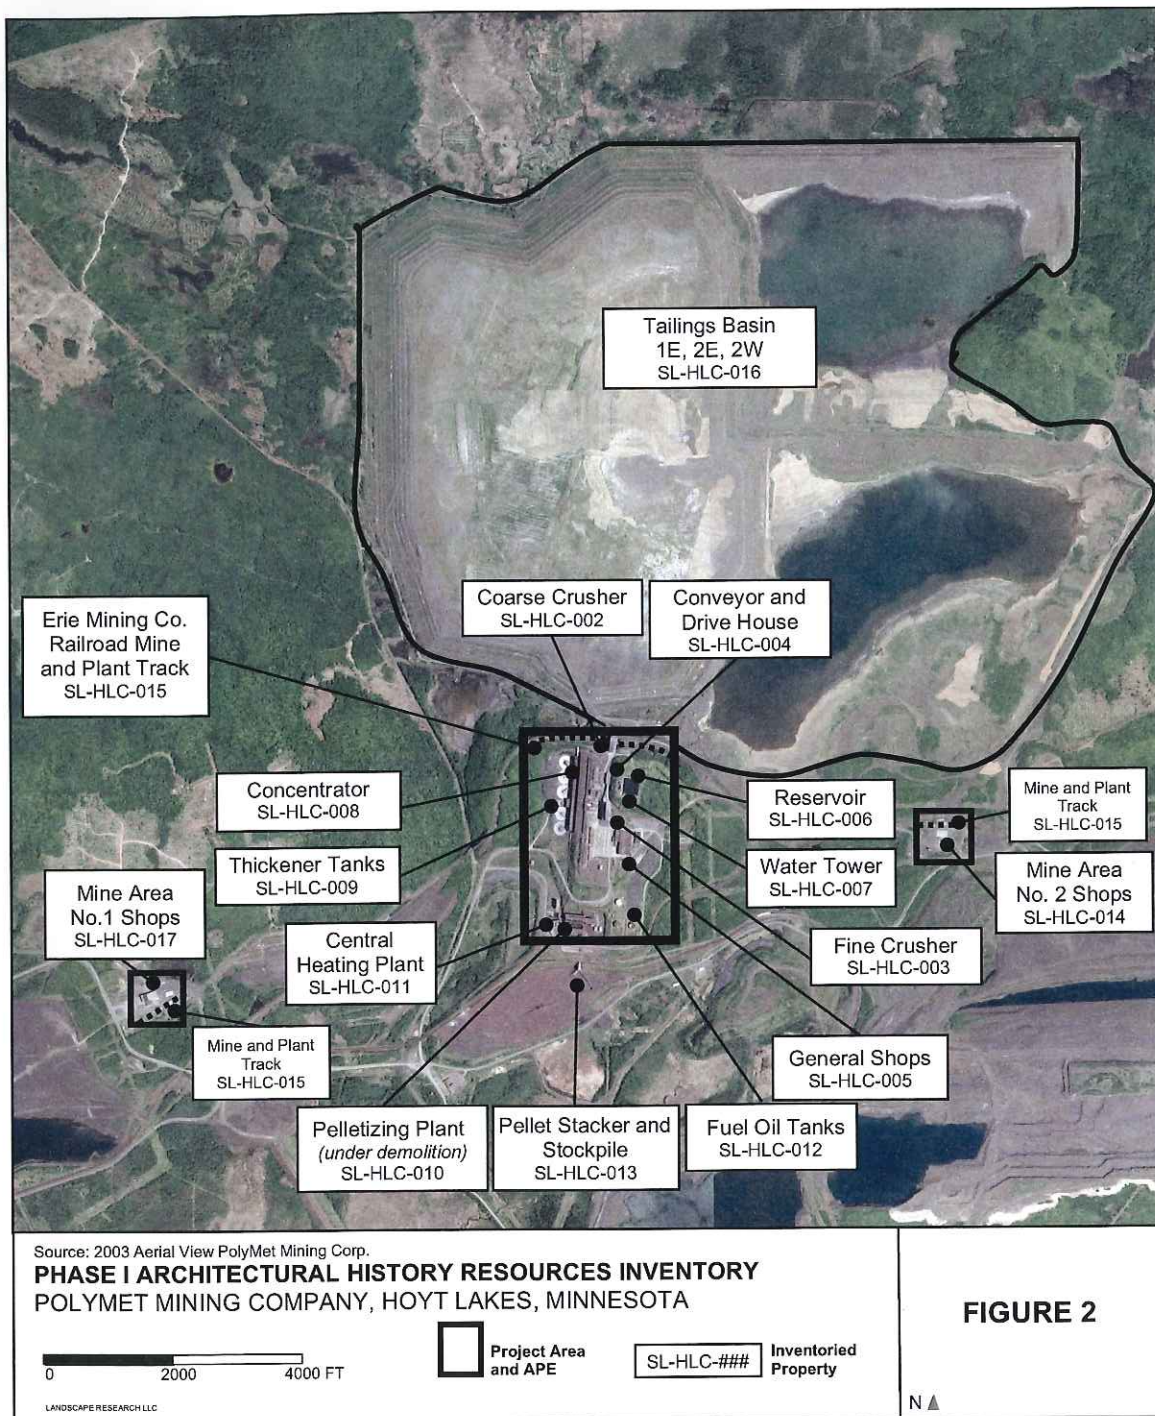 Tailings Basin
1E, 2E, 2W
SL-HLC-016
Coarse Crusher
SL-HLC-002
Conveyor and
Drive House
SL-HLC-004
Erie Mining Co.
Railroad Mine
and Plant Track
SL-HLC-015
Concentrator
SL-HLC-008
Reservoir
SL-HLC-006
Mine and Plant
Track
SL-HLC-015
Thickener Tanks
SL-HLC-009
Water Tower
SL-HLC-007
Mine Area
No. 2 Shops
SL-HLC-014
Mine Area
No.1 Shops
SL-HLC-017
Central
Heating Plant
SL-HLC-011
Fine Crusher
SL-HLC-003
Mine and Plant
Track
SL-HLC-015
General Shops
SL-HLC-005
Pelletizing Plant
(under demolition)
SL-HLC-010
Pellet Stacker and
Stockpile
SL-HLC-013
Fuel Oil Tanks
SL-HLC-012
Source: 2003 Aerial View PolyMet Mining Corp.
PHASE I ARCHITECTURAL HISTORY RESOURCES INVENTORY
POLYMET MINING COMPANY, HOYT LAKES, MINNESOTA
FIGURE 2
0 2000 4000 FT
Project Area
and APE
SL-HLC-###
Inventoried
Property
LANDSCAPE RESEARCH LLC
N